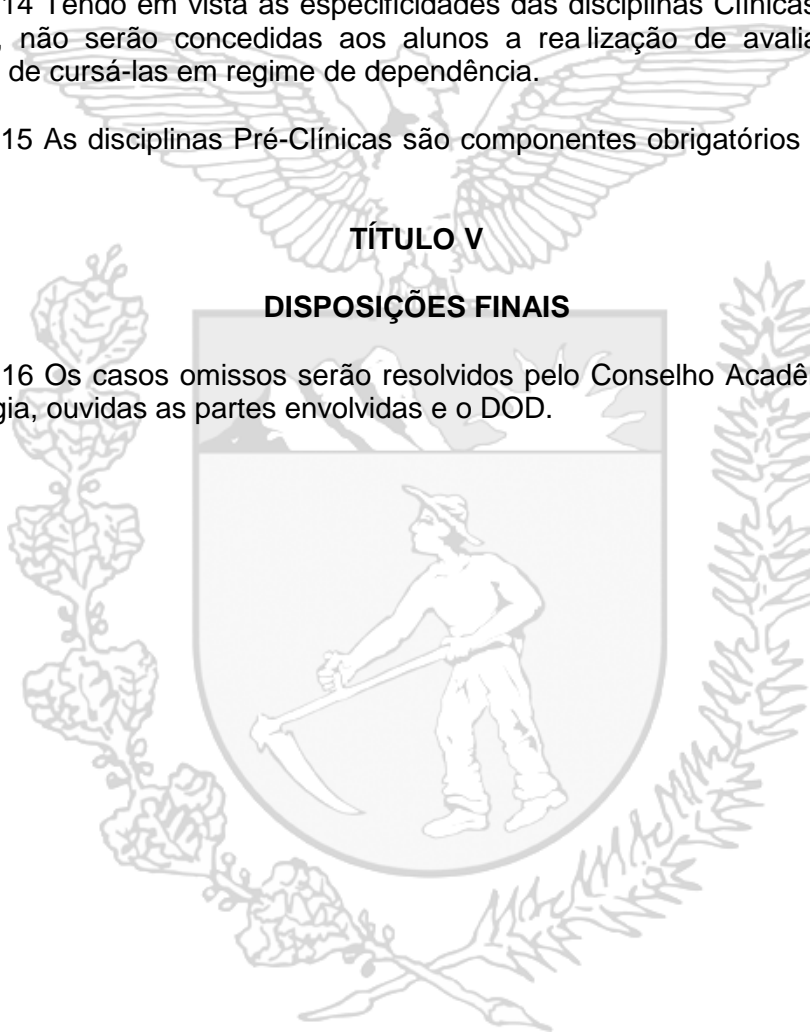 14 Tendo em vista as especificidades das disciplinas Clínicas
, não serão concedidas aos alunos a rea lização de avalia
de cursá-las em regime de dependência.
15 As disciplinas Pré-Clínicas são componentes obrigatórios
TÍTULO V
DISPOSIÇÕES FINAIS
16 Os casos omissos serão resolvidos pelo Conselho Acadê
gia, ouvidas as partes envolvidas e o DOD.